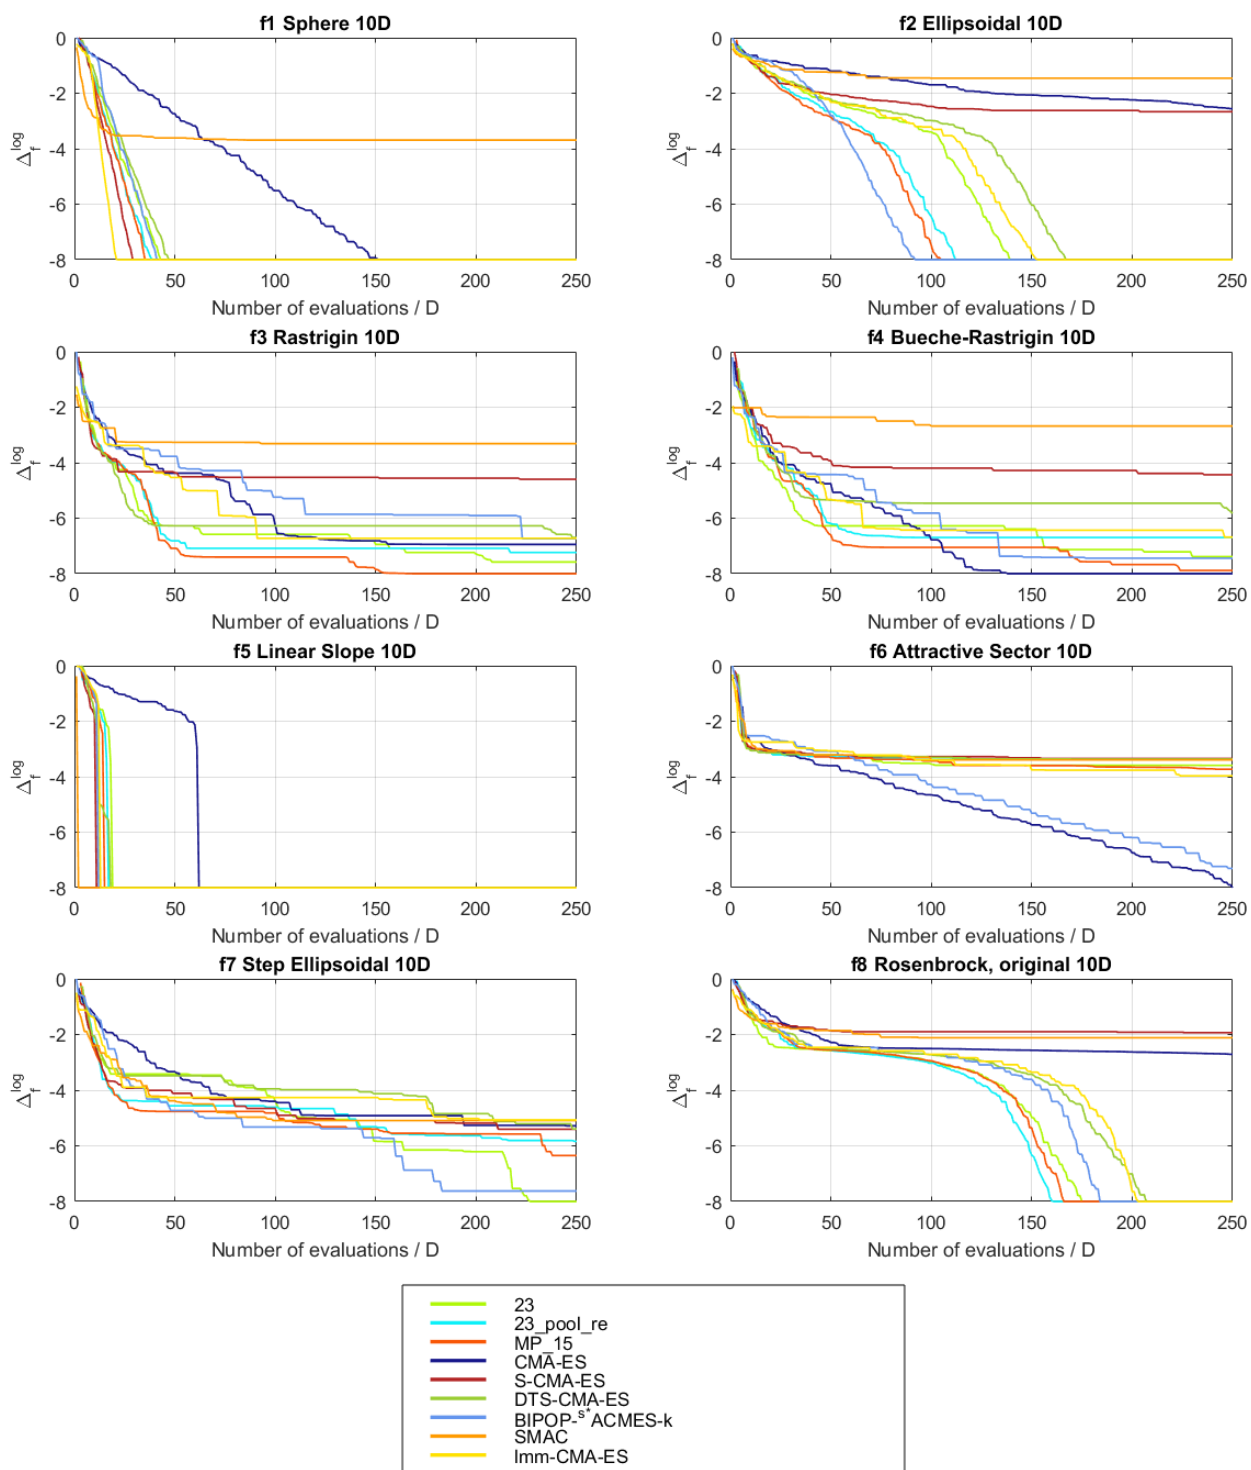 f1 Sphere 10D
0
-2
-4
-6
-8
Δf log
0 50 100 150 200 250
Number of evaluations / D
f2 Ellipsoidal 10D
0
-2
-4
-6
-8
Δf log
0 50 100 150 200 250
Number of evaluations / D
f3 Rastrigin 10D
0
-2
-4
-6
-8
Δf log
0 50 100 150 200 250
Number of evaluations / D
f4 Bueche-Rastrigin 10D
0
-2
-4
-6
-8
Δf log
0 50 100 150 200 250
Number of evaluations / D
f5 Linear Slope 10D
0
-2
-4
-6
-8
Δf log
0 50 100 150 200 250
Number of evaluations / D
f6 Attractive Sector 10D
0
-2
-4
-6
-8
Δf log
0 50 100 150 200 250
Number of evaluations / D
f7 Step Ellipsoidal 10D
0
-2
-4
-6
-8
Δf log
0 50 100 150 200 250
Number of evaluations / D
f8 Rosenbrock, original 10D
0
-2
-4
-6
-8
Δf log
0 50 100 150 200 250
Number of evaluations / D
23
23_pool_re
MP_15
CMA-ES
S-CMA-ES
DTS-CMA-ES
BIPOP-s*ACMES-k
SMAC
lmm-CMA-ES